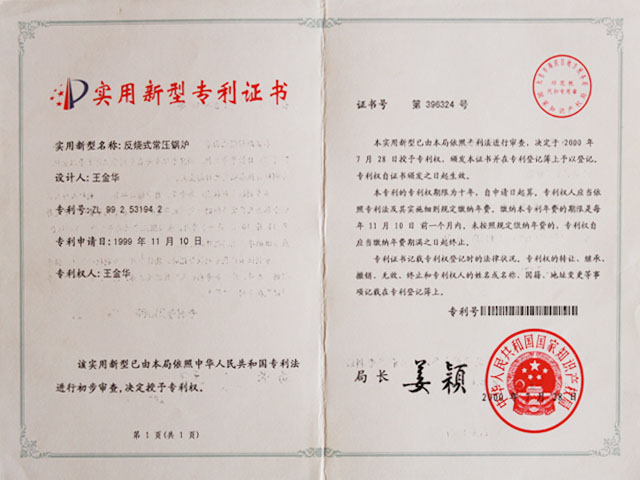 实用新型专利证书
实用新型名称: 反烧式常压锅炉
设计人: 王金华
专利号: ZL 99 2 53194.2
专利申请日: 1999 年 11 月 10 日
专利权人: 王金华
该实用新型已由本局依照中华人民共和国专利法
进行初步审查,决定授予专利权。
第 1 页(共 1 页)
证书号 第 396324 号
本实用新型已由本局依照专利法进行审查,决定于 2000 年
7 月 28 日授予专利权,颁发本证书并在专利登记簿上予以登记。
专利权自证书颁发之日起生效。
本专利的专利权期限为十年,自申请日起算。专利权人应当依
照专利法及其实施细则规定缴纳年费。缴纳本专利年费的期限是每
年 11 月 10 日前一个月内。未按照规定缴纳年费的,专利权自
应当缴纳年费期满之日起终止。
专利证书记载专利权登记时的法律状况。专利权的转让、继承、
撤销、无效、终止和专利权人的姓名或名称、国籍、地址变更等事
项记载在专利登记簿上。
专利号
局长 姜颖
中华人民共和国国家知识产权局
2000 年 7 月 28 日